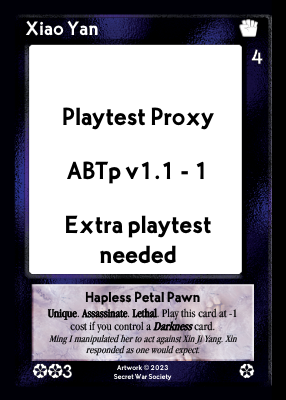 Xiao Yan
4
Playtest Proxy
ABTp v1.1 - 1
Extra playtest
needed
Hapless Petal Pawn
Unique. Assassinate. Lethal. Play this card at -1
cost if you control a Darkness card.
Ming I manipulated her to act against Xin Ji Yang. Xin
responded as one would expect.
3
Artwork © 2023
Secret War Society